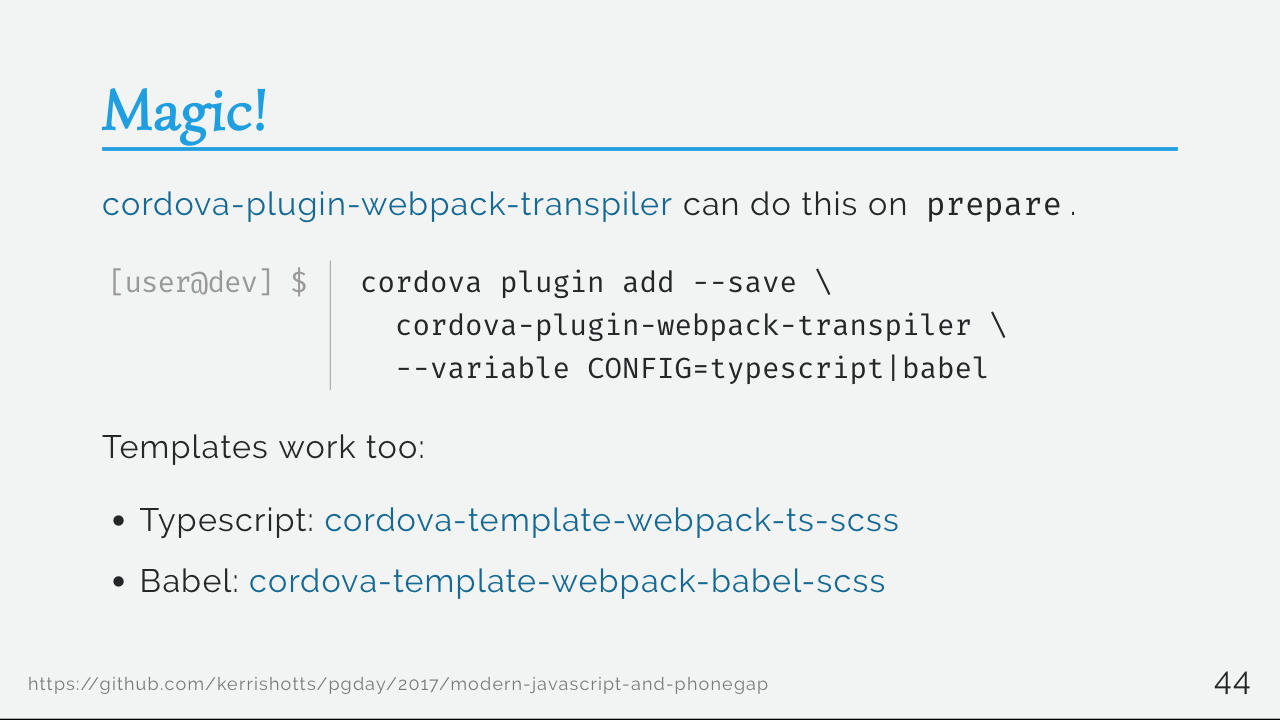 Magic!
cordova-plugin-webpack-transpiler can do this on prepare.
[user@dev] $ cordova plugin add --save \
cordova-plugin-webpack-transpiler \
--variable CONFIG=typescript|babel
Templates work too:
• Typescript: cordova-template-webpack-ts-scss
• Babel: cordova-template-webpack-babel-scss
https://github.com/kerrishotts/pgday/2017/modern-javascript-and-phonegap
44